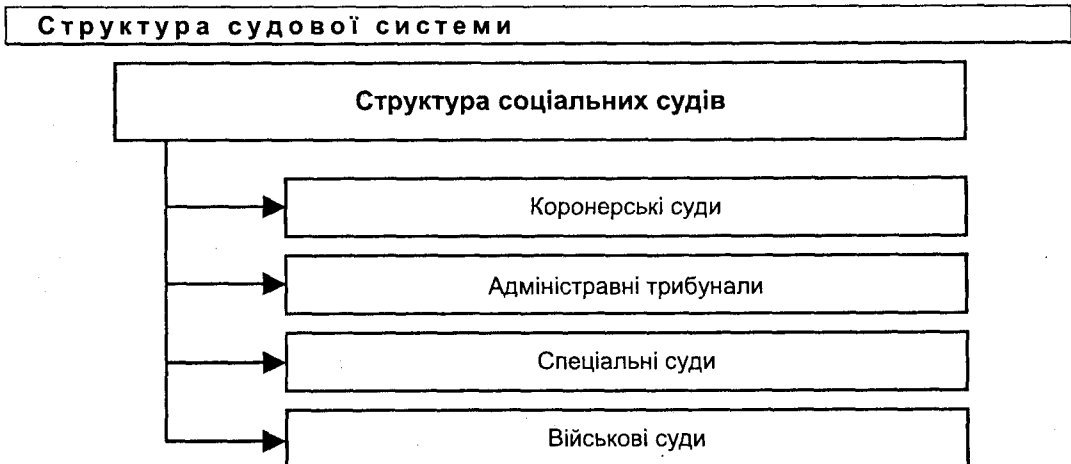 Структура судової системи
Структура соціальних судів
Коронерські суди
Адміністравні трибунали
Спеціальні суди
Військові суди